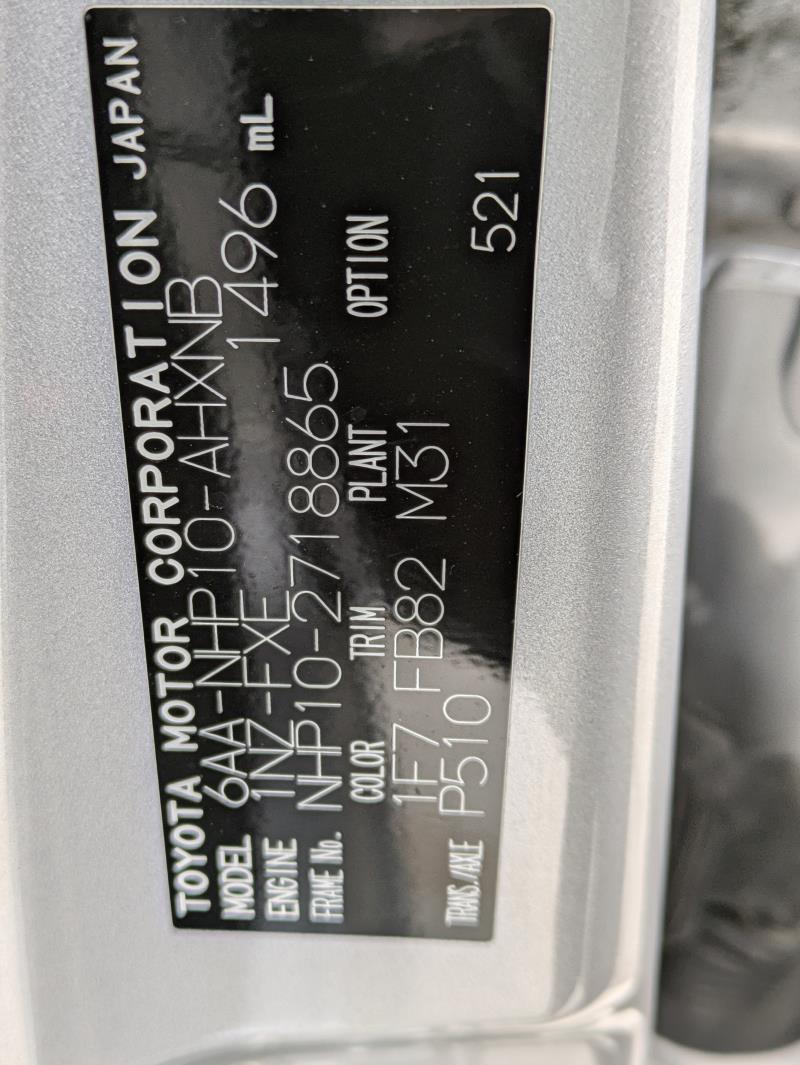 TOYOTA MOTOR CORPORATION JAPAN
MODEL 6AA-NHP10-AHXNB
ENGINE 1NZ-FXE 1496 mL
FRAME No. NHP10-2718865
COLOR TRIM PLANT OPTION
1F7 FB82 M31
TRANS./AXLE P510 521